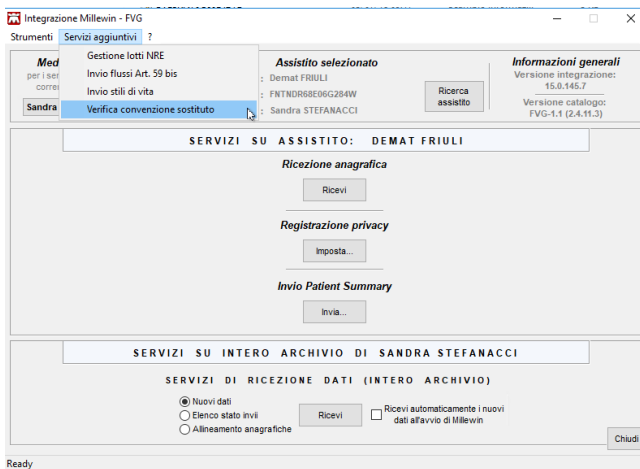 Integrazione Millewin - FVG
Strumenti Servizi aggiuntivi ?
Gestione lotti NRE
Invio flussi Art. 59 bis
Invio stili di vita
Verifica convenzione sostituto
Med
per i ser
correr
Sandra
Assistito selezionato
: Demat FRIULI
: FNTNDR68E06G284W
: Sandra STEFANACCI
Ricerca
assistito
Informazioni generali
Versione integrazione:
15.0.145.7
Versione catalogo:
FVG-1.1 (2.4.11.3)
SERVIZI SU ASSISTITO: DEMAT FRIULI
Ricezione anagrafica
Ricevi
Registrazione privacy
Imposta...
Invio Patient Summary
Invia...
SERVIZI SU INTERO ARCHIVIO DI SANDRA STEFANACCI
SERVIZI DI RICEZIONE DATI (INTERO ARCHIVIO)
Nuovi dati
Elenco stato invii
Allineamento anagrafiche
Ricevi
Ricevi automaticamente i nuovi
dati all'avvio di Millewin
Chiudi
Ready